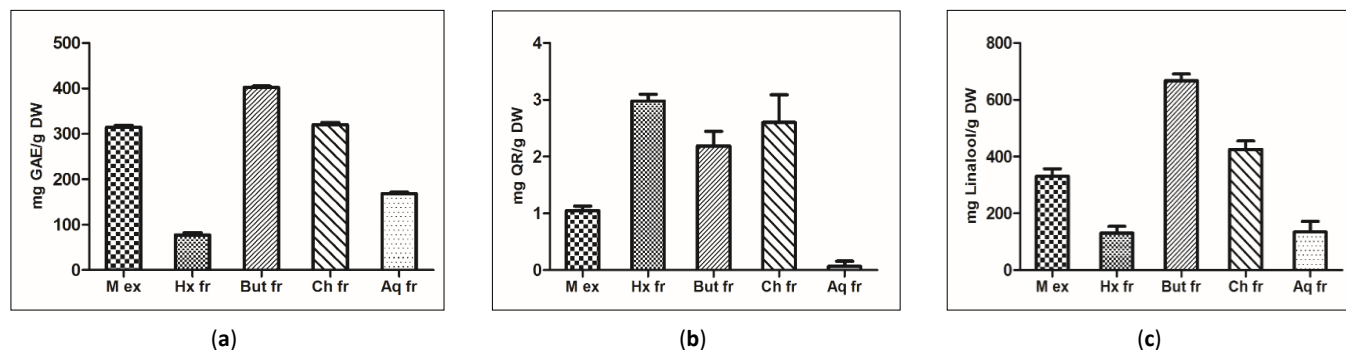 mg GAE/g DW
500
400
300
200
100
0
M ex Hx fr But fr Ch fr Aq fr
(a)
mg QR/g DW
4
3
2
1
0
M ex Hx fr But fr Ch fr Aq fr
(b)
mg Linalool/g DW
800
600
400
200
0
M ex Hx fr But fr Ch fr Aq fr
(c)